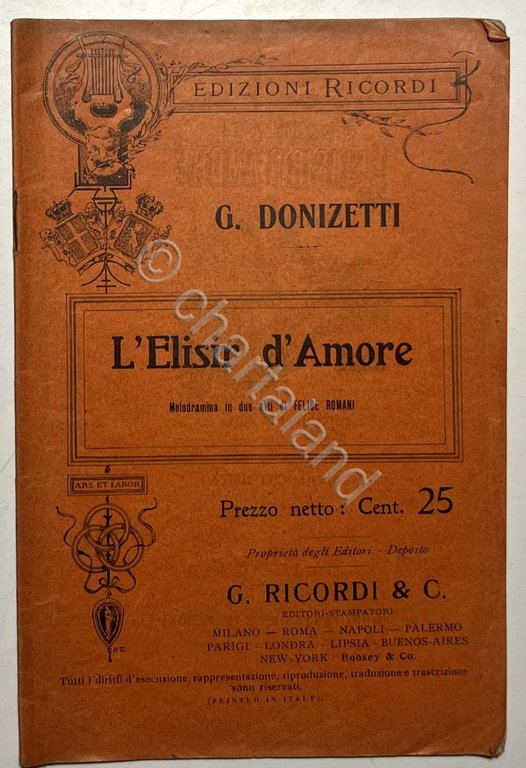 EDIZIONI RICORDI
G. DONIZETTI
L'Elisir d'Amore
Melodramma in due atti di FELICE ROMANI
ARS ET LABOR
Prezzo netto: Cent. 25
Proprietà degli Editori. - Deposto
G. RICORDI & C.
EDITORI-STAMPATORI
MILANO — ROMA — NAPOLI — PALERMO
PARIGI - LONDRA - LIPSIA - BUENOS-AIRES
NEW-YORK: Boosey & Co.
Tutti i diritti d'esecuzione, rappresentazione, riproduzione, traduzione e trascrizione
sono riservati.
(PRINTED IN ITALY).
© chartaland